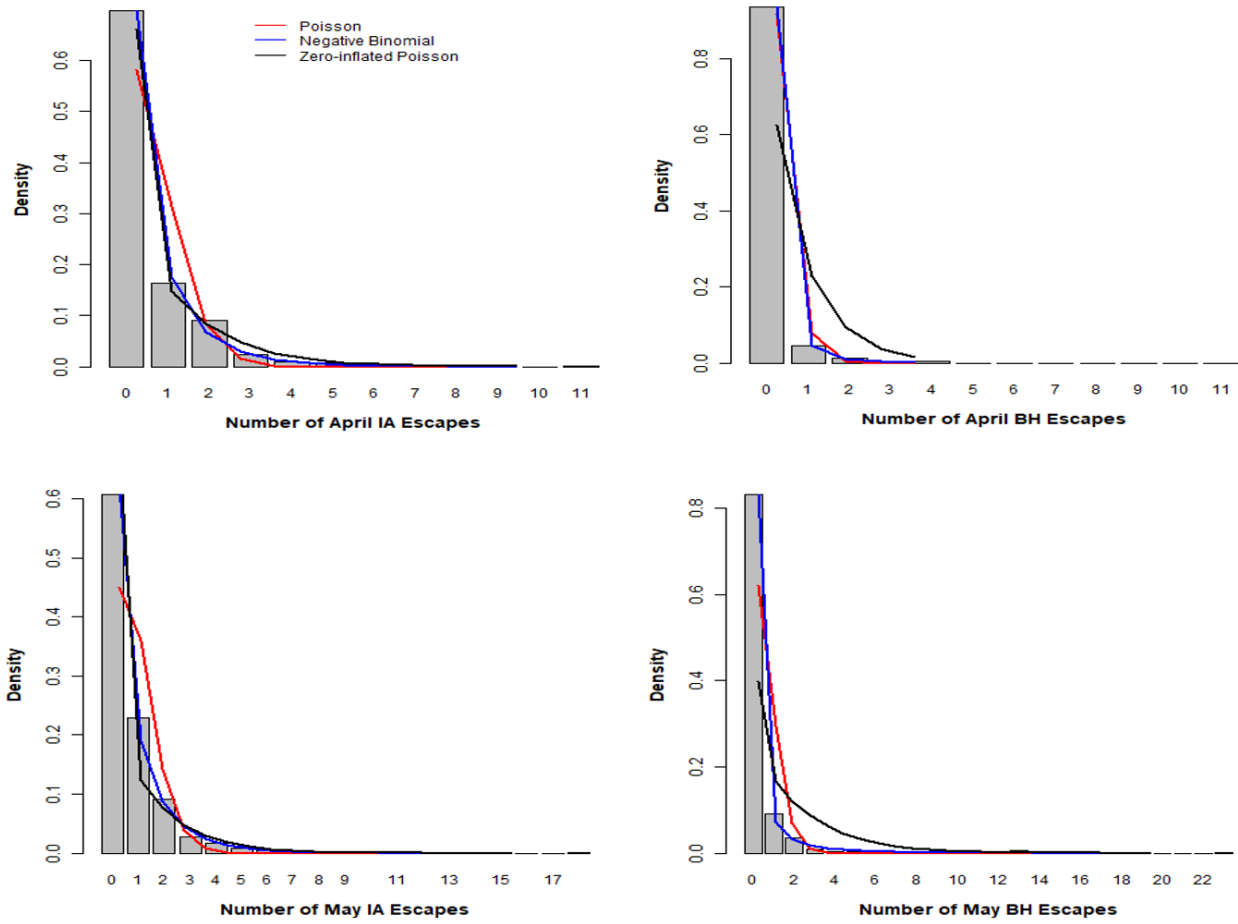 Poisson
Negative Binomial
Zero-inflated Poisson
Density
0.0 0.1 0.2 0.3 0.4 0.5 0.6
0 1 2 3 4 5 6 7 8 9 10 11
Number of April IA Escapes
Density
0.0 0.2 0.4 0.6 0.8
0 1 2 3 4 5 6 7 8 9 10 11
Number of April BH Escapes
Density
0.0 0.1 0.2 0.3 0.4 0.5 0.6
0 1 2 3 4 5 6 7 8 9 11 13 15 17
Number of May IA Escapes
Density
0.0 0.2 0.4 0.6 0.8
0 2 4 6 8 10 12 14 16 18 20 22
Number of May BH Escapes